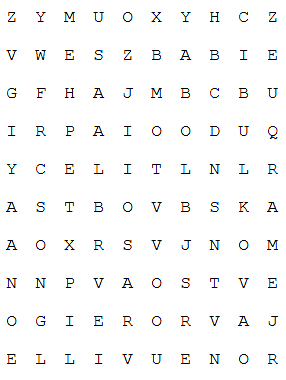 Z Y M U O X Y H C Z
V W E S Z B A B I E
G F H A J M B C B U
I R P A I O O D U Q
Y C E L I T L N L R
A S T B O V B S K A
A O X R S V J N O M
N N P V A O S T V E
O G I E R O R V A J
E L L I V U E N O R